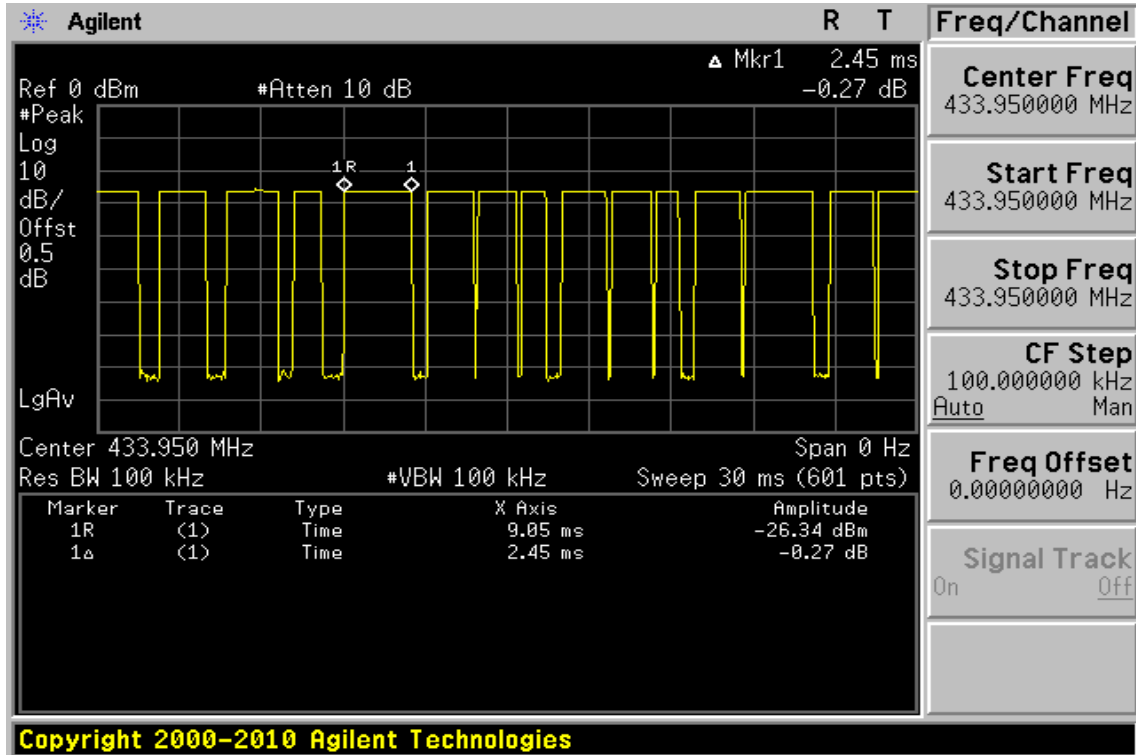 Agilent R T Freq/Channel
▵ Mkr1 2.45 ms
Ref 0 dBm #Atten 10 dB -0.27 dB
#Peak
Log
10
dB/
Offst
0.5
dB
1R 1
LgAv
Center 433.950 MHz Span 0 Hz
Res BW 100 kHz #VBW 100 kHz Sweep 30 ms (601 pts)
Marker Trace Type X Axis Amplitude
1R (1) Time 9.05 ms -26.34 dBm
1▵ (1) Time 2.45 ms -0.27 dB
Center Freq
433.950000 MHz
Start Freq
433.950000 MHz
Stop Freq
433.950000 MHz
CF Step
100.000000 kHz
Auto Man
Freq Offset
0.00000000 Hz
Signal Track
On Off
Copyright 2000-2010 Agilent Technologies